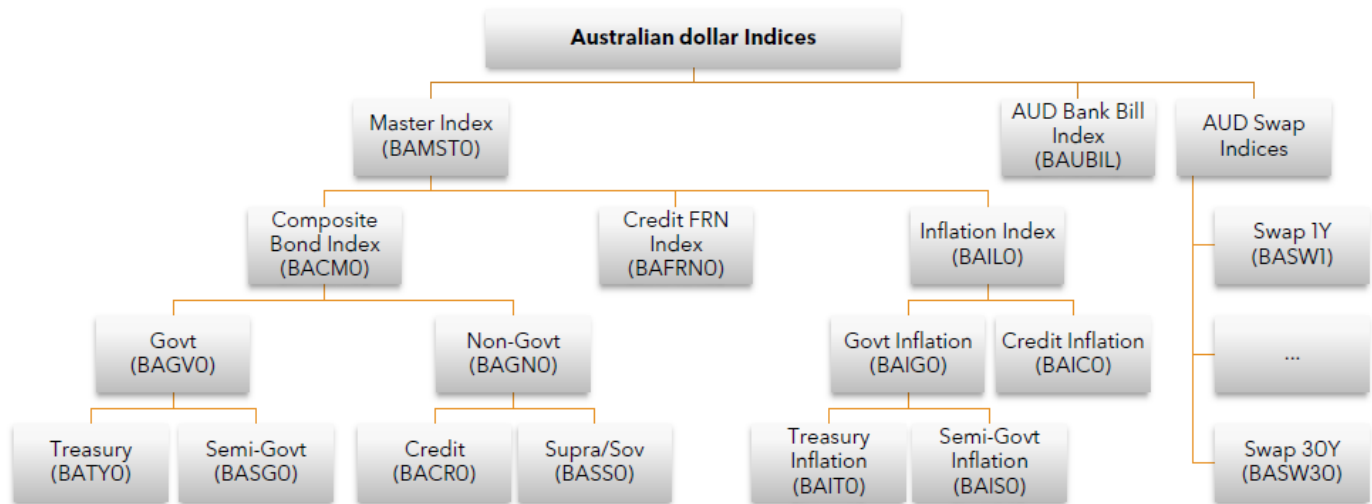 Australian dollar Indices
Master Index
(BAMST0)
AUD Bank Bill
Index
(BAUBIL)
AUD Swap
Indices
Composite
Bond Index
(BACM0)
Credit FRN
Index
(BAFRN0)
Inflation Index
(BAIL0)
Swap 1Y
(BASW1)
Govt
(BAGV0)
Non-Govt
(BAGN0)
Govt Inflation
(BAIG0)
Credit Inflation
(BAIC0)
...
Treasury
(BATY0)
Semi-Govt
(BASG0)
Credit
(BACR0)
Supra/Sov
(BASS0)
Treasury
Inflation
(BAIT0)
Semi-Govt
Inflation
(BAIS0)
Swap 30Y
(BASW30)